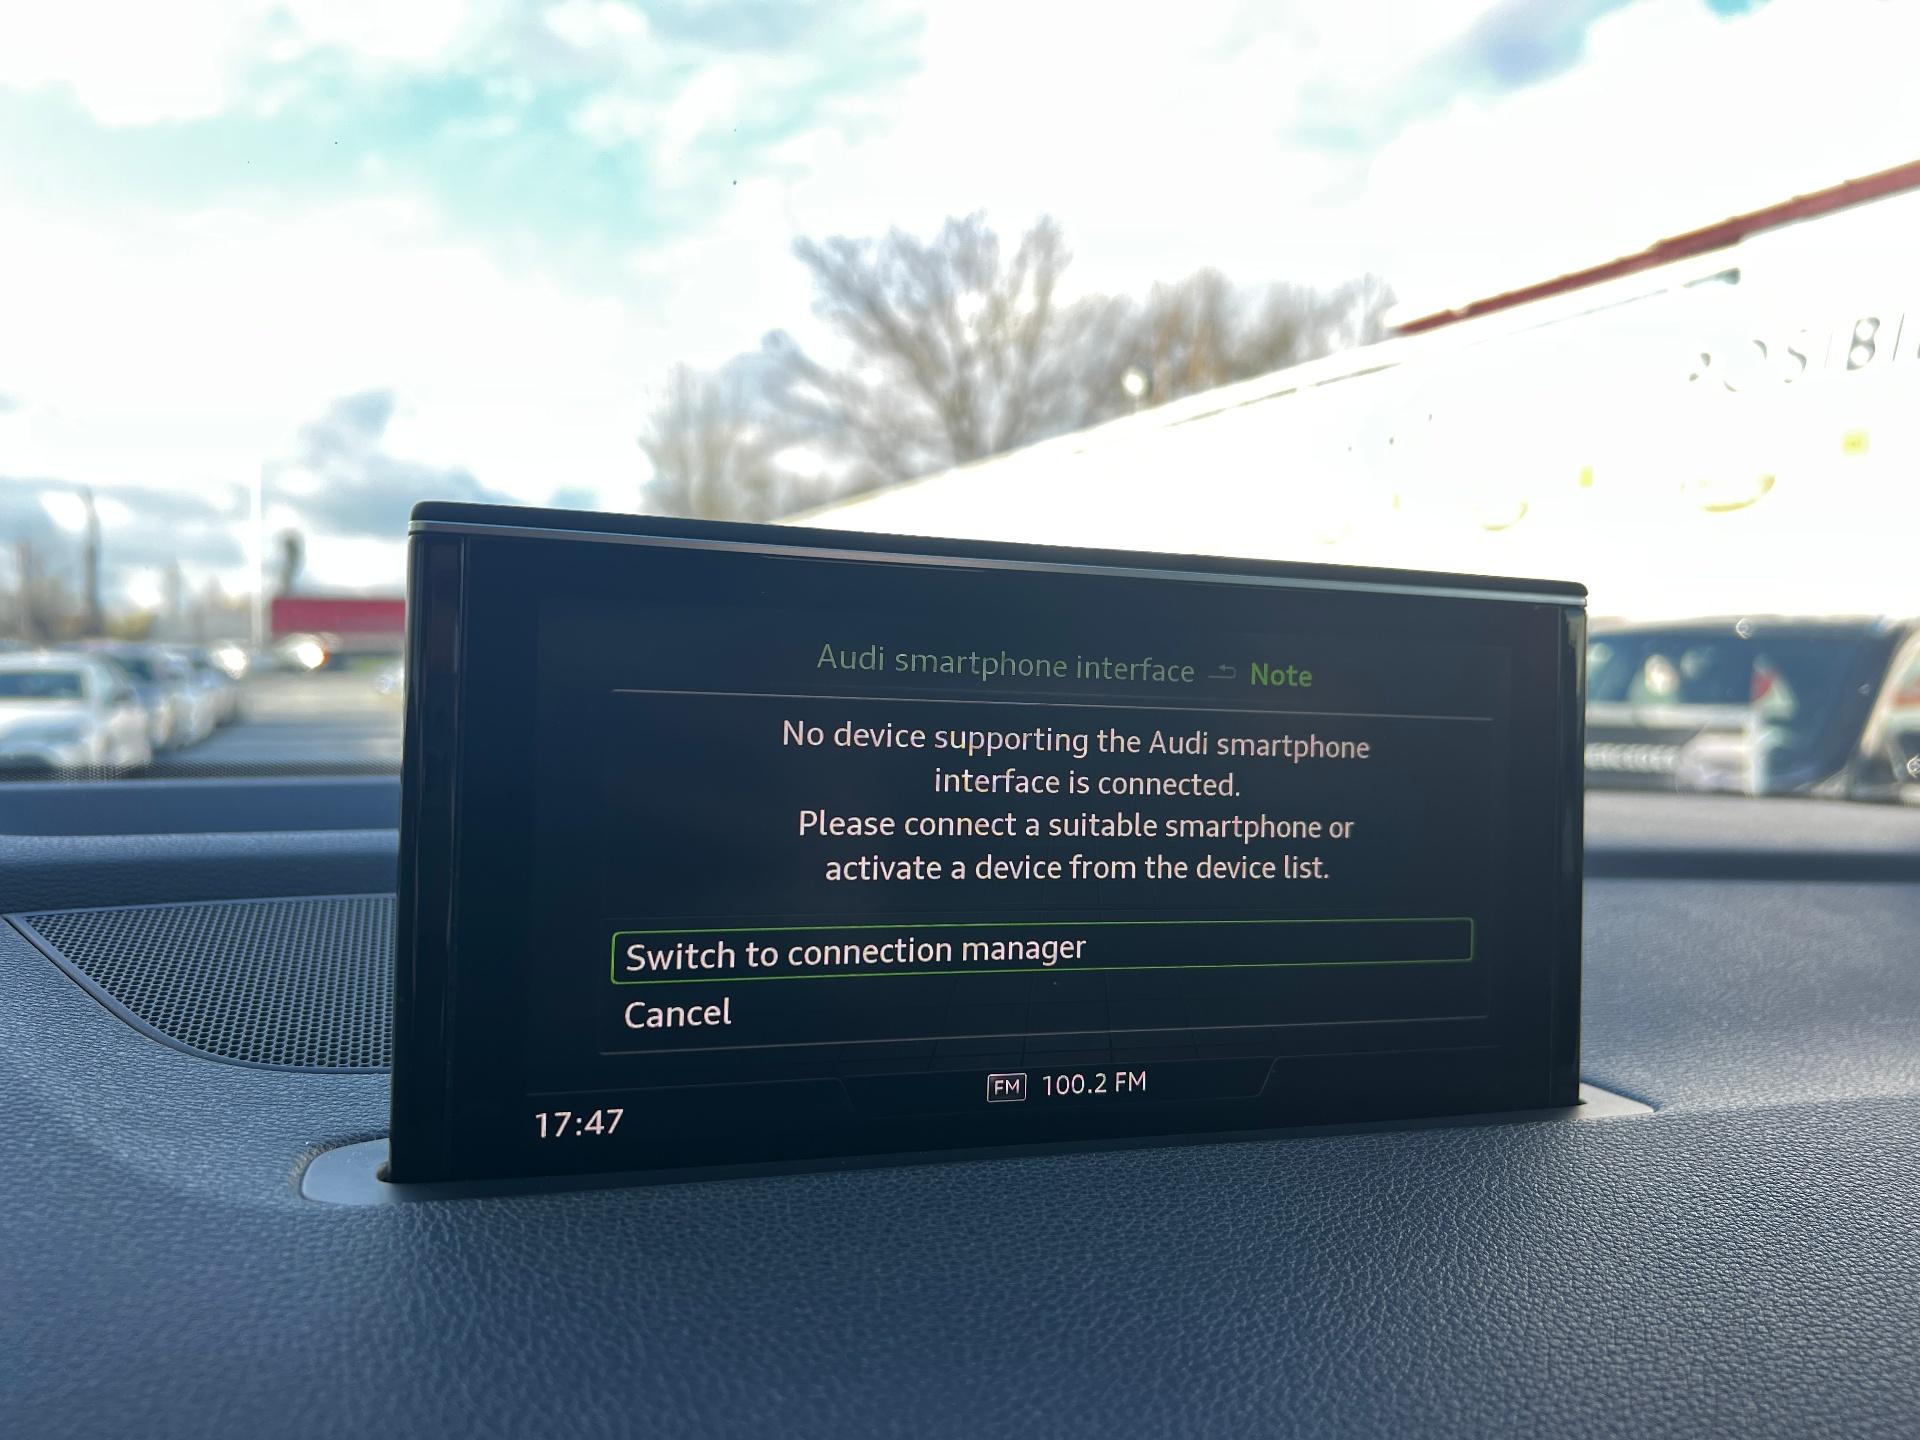 Audi smartphone interface Note
No device supporting the Audi smartphone
interface is connected.
Please connect a suitable smartphone or
activate a device from the device list.
Switch to connection manager
Cancel
FM 100.2 FM
17:47